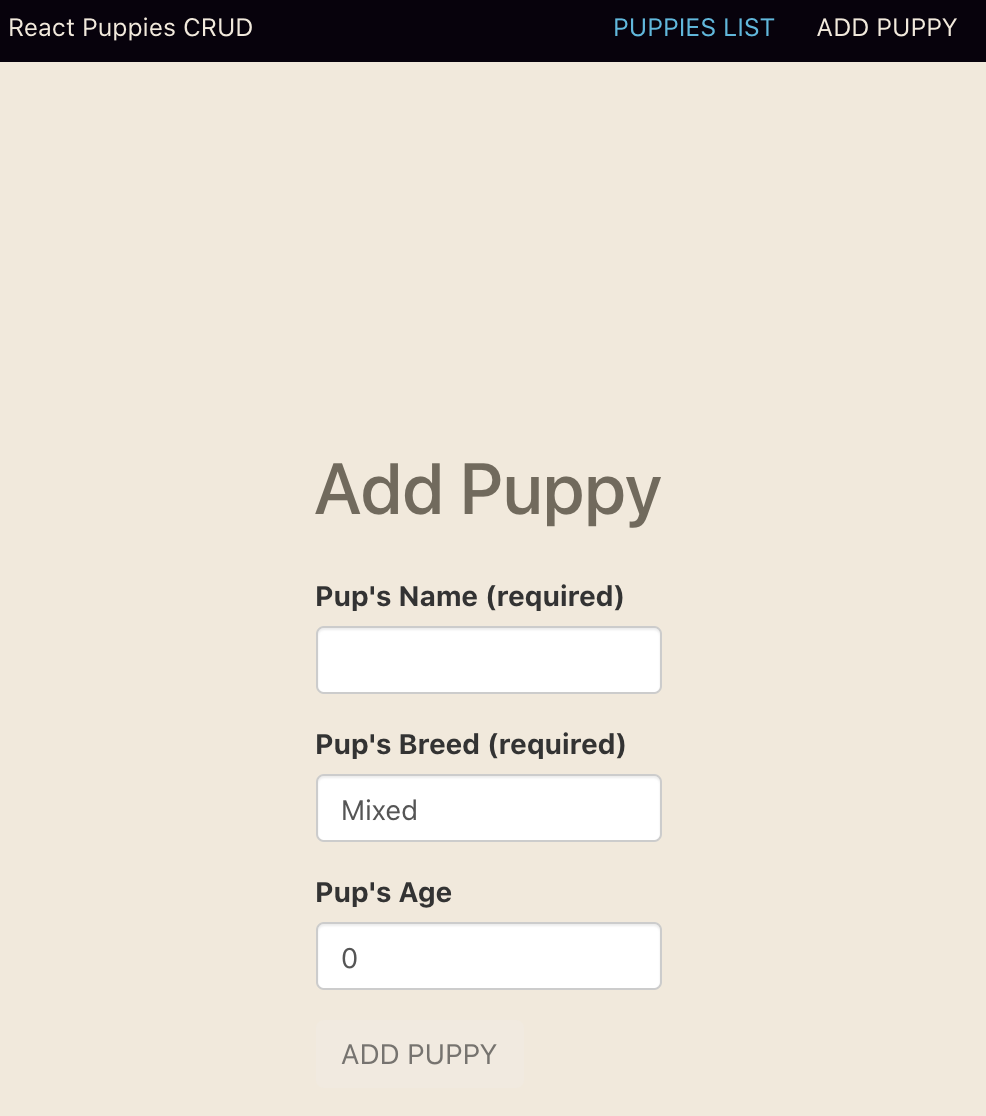 React Puppies CRUD PUPPIES LIST ADD PUPPY
Add Puppy
Pup's Name (required)
Pup's Breed (required)
Mixed
Pup's Age
0
ADD PUPPY